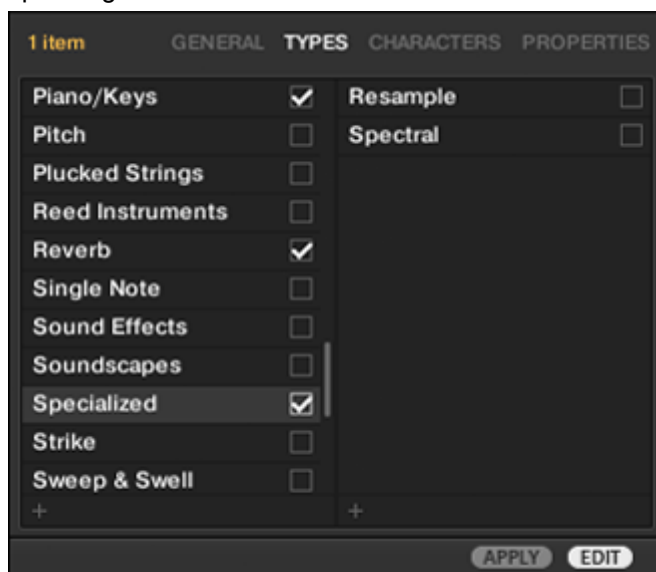 1 item GENERAL TYPES CHARACTERS PROPERTIES
Piano/Keys Resample
Pitch Spectral
Plucked Strings
Reed Instruments
Reverb
Single Note
Sound Effects
Soundscapes
Specialized
Strike
Sweep & Swell
+ +
APPLY EDIT